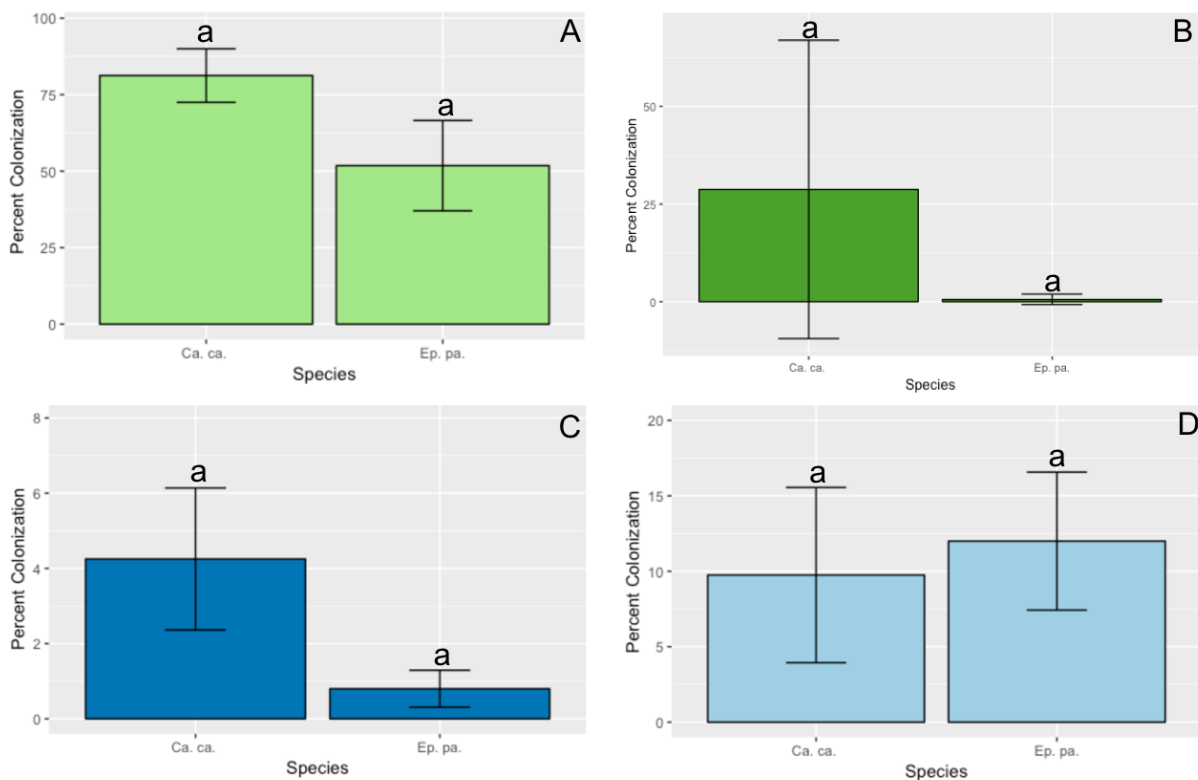 A
a
a
100
75
50
25
0
Percent Colonization
Ca. ca.
Ep. pa.
Species
B
a
a
50
25
0
Percent Colonization
Ca. ca.
Ep. pa.
Species
C
a
a
8
6
4
2
0
Percent Colonization
Ca. ca.
Ep. pa.
Species
D
a
a
20
15
10
5
0
Percent Colonization
Ca. ca.
Ep. pa.
Species